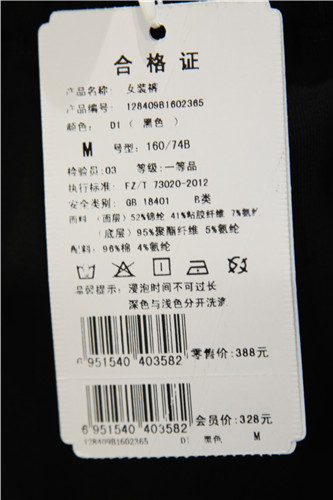 合格证
产品名称： 女装裤
产品编号： 128409B1602365
颜色： D1（ 黑色 ）
M 号型：160/74B
检验员：03 等级：一等品
执行标准： FZ/T 73020-2012
安全类别： GB 18401 B类
面料 （面层）52%锦纶 41%粘胶纤维 7%氨纶
（底层）95%聚酯纤维 5%氨纶
配料：96%棉 4%氨纶
温馨提示：浸泡时间不可过长
深色与浅色分开洗涤
6 951540 403582 零售价:388元
6 951540 403582 会员价:328元
128409B1602365 D1 黑色 M